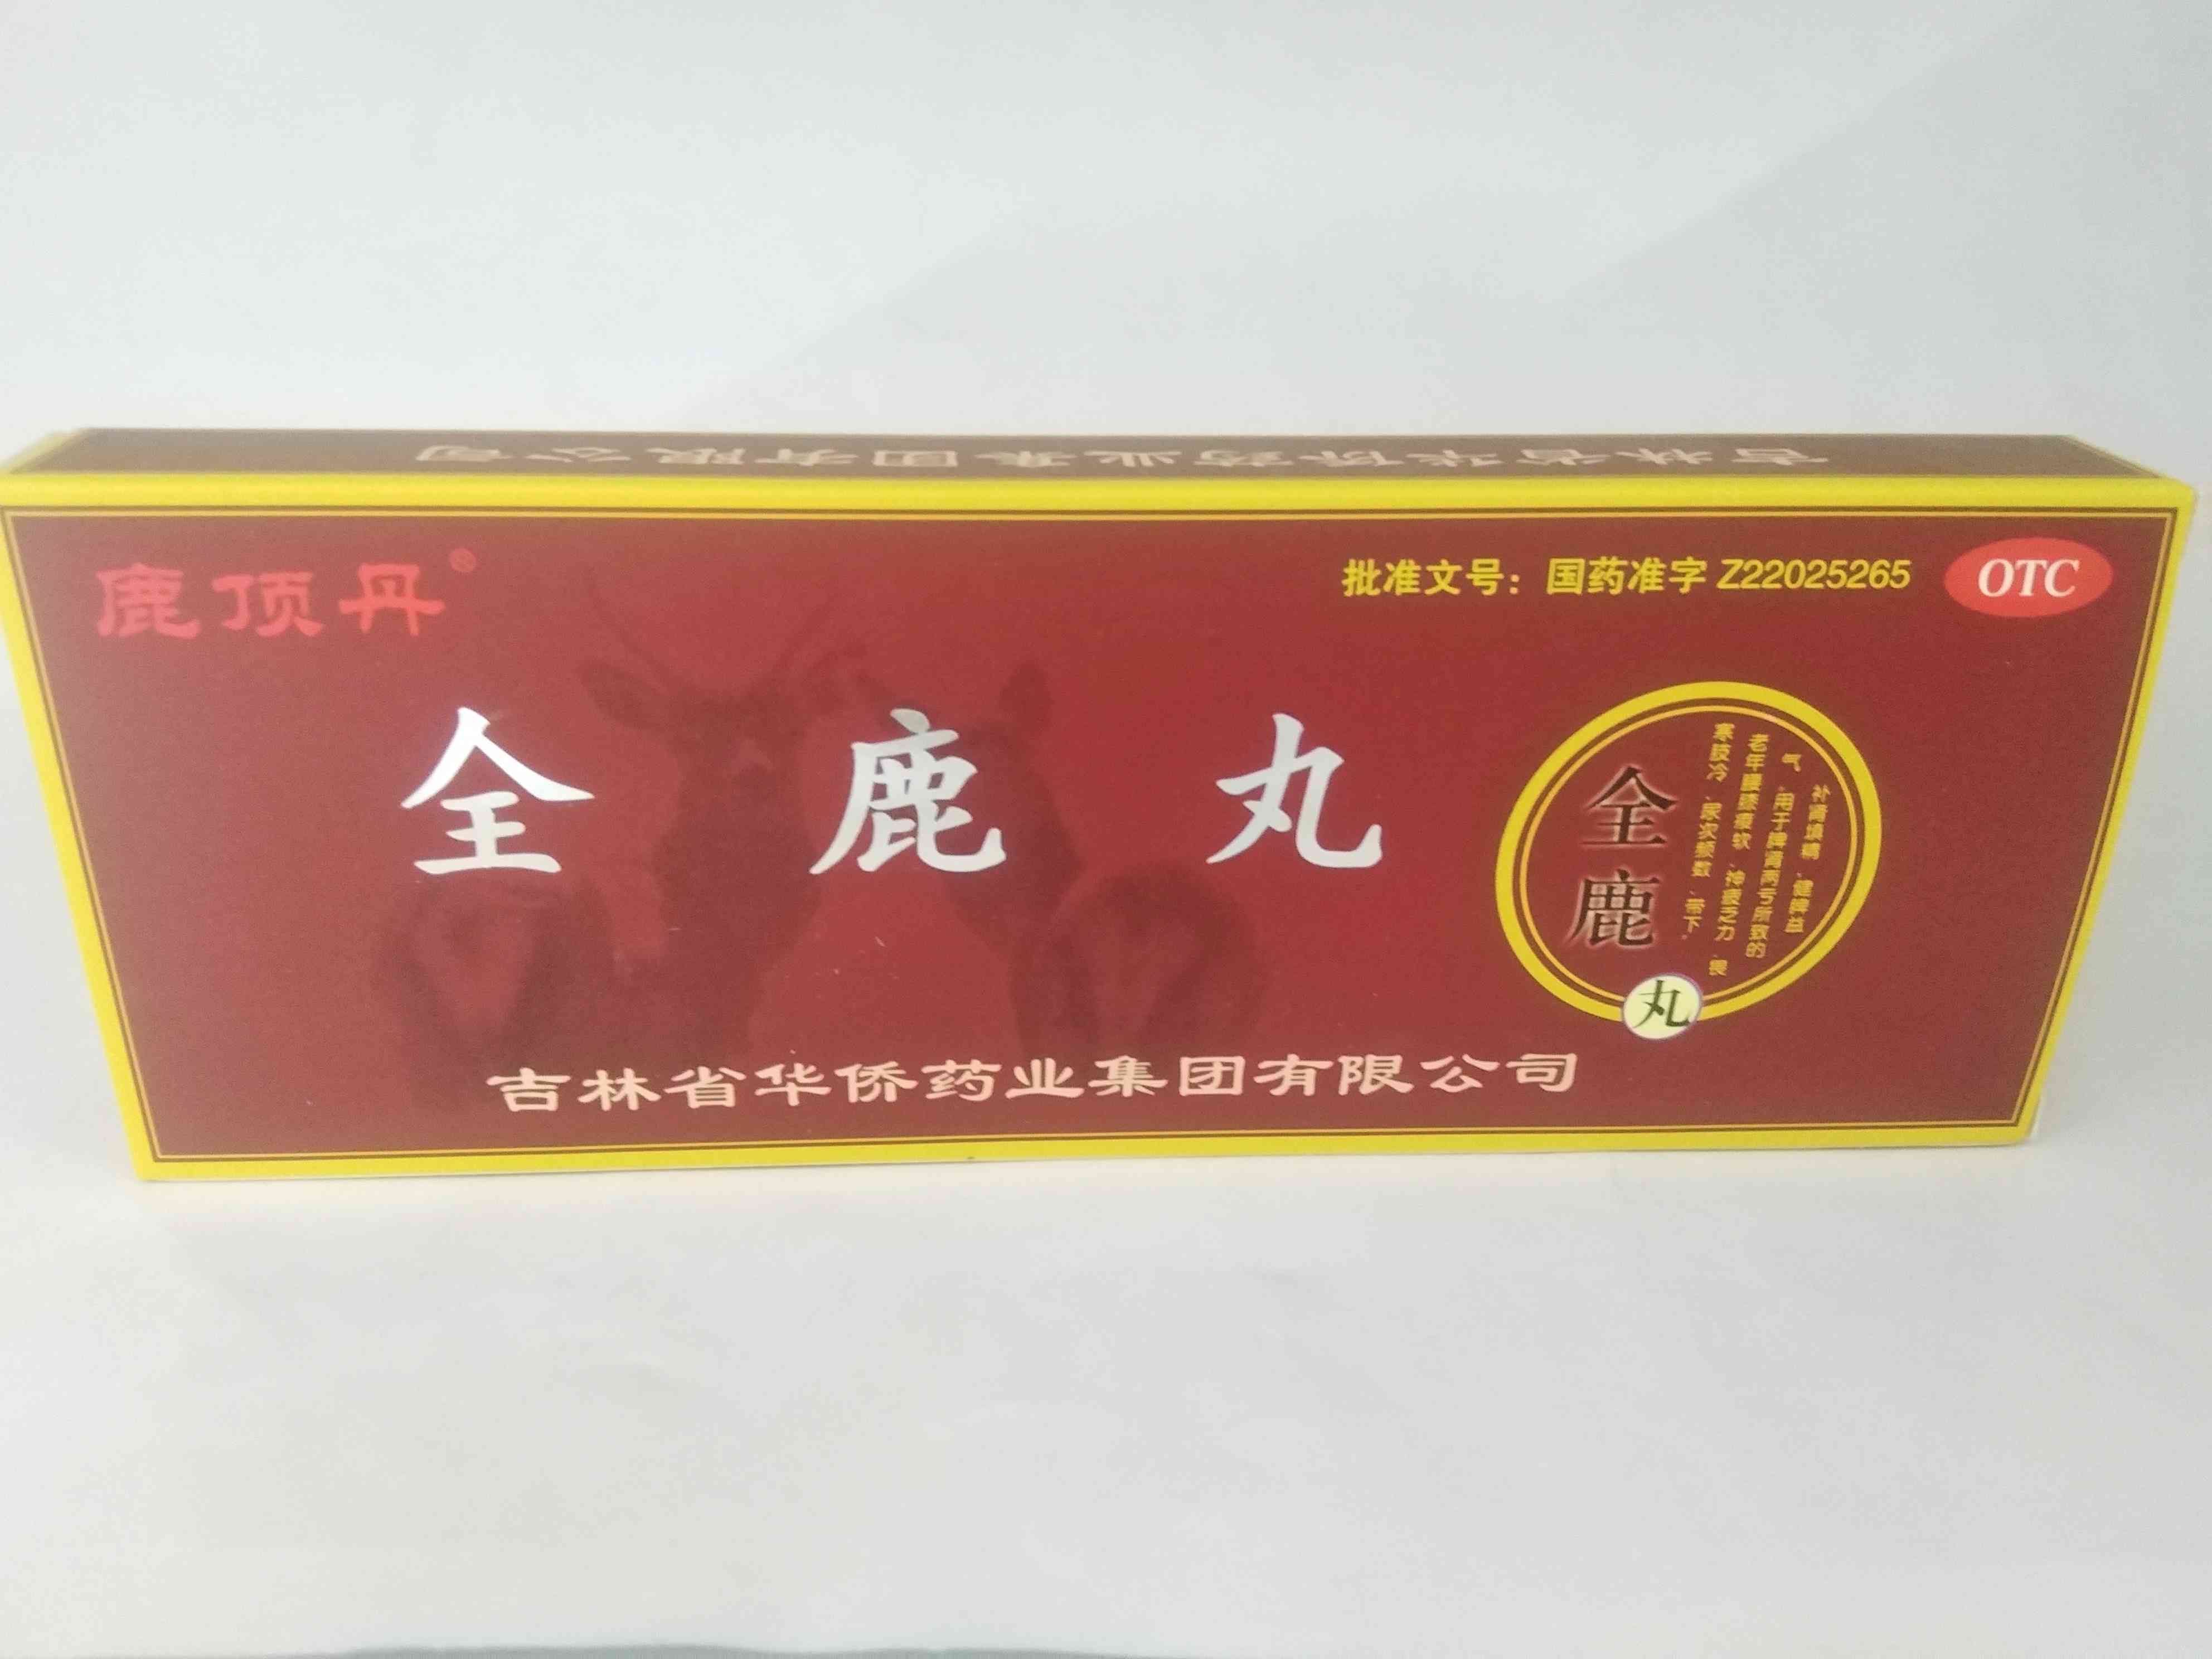 吉林省华侨药业集团有限公司
鹿顶丹®
批准文号：国药准字 Z22025265
OTC
全鹿丸
补肾填精、健脾益
气。用于脾肾两亏所致的
老年腰膝痠软、神疲乏力、畏
寒肢冷、尿次频数、带下。
全鹿
丸
吉林省华侨药业集团有限公司